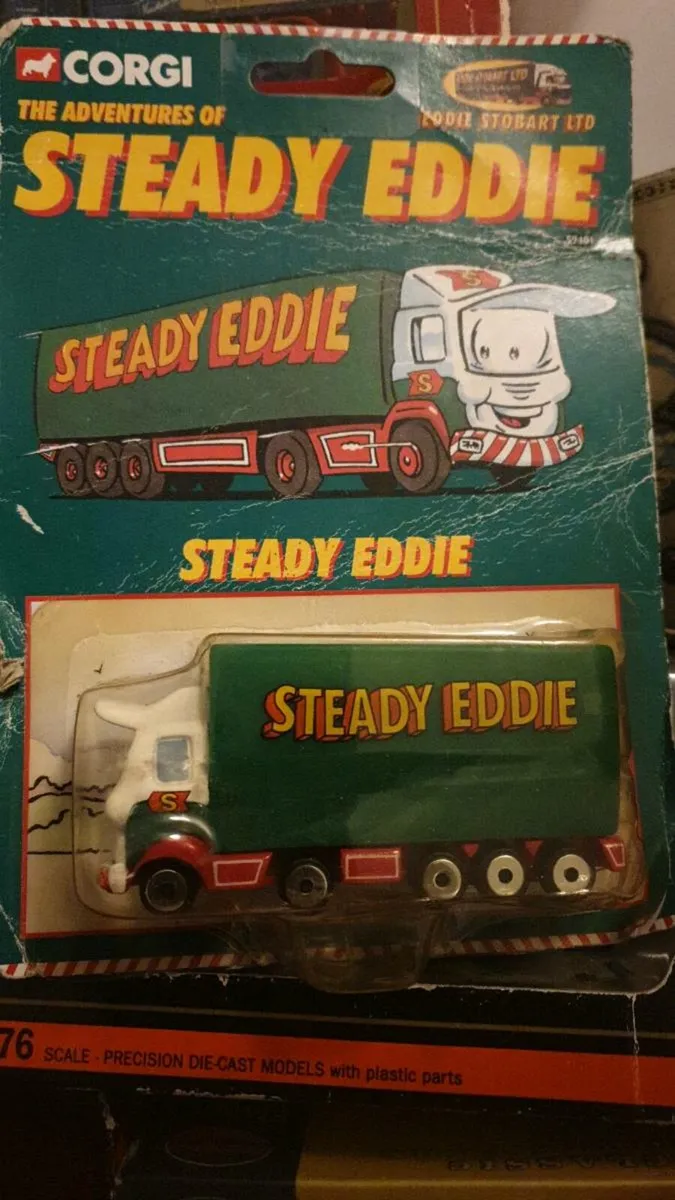 CORGI
EDDIE STOBART LTD
THE ADVENTURES OF
STEADY EDDIE
STEADY EDDIE
S
STEADY EDDIE
STEADY EDDIE
S
76 SCALE - PRECISION DIE-CAST MODELS with plastic parts